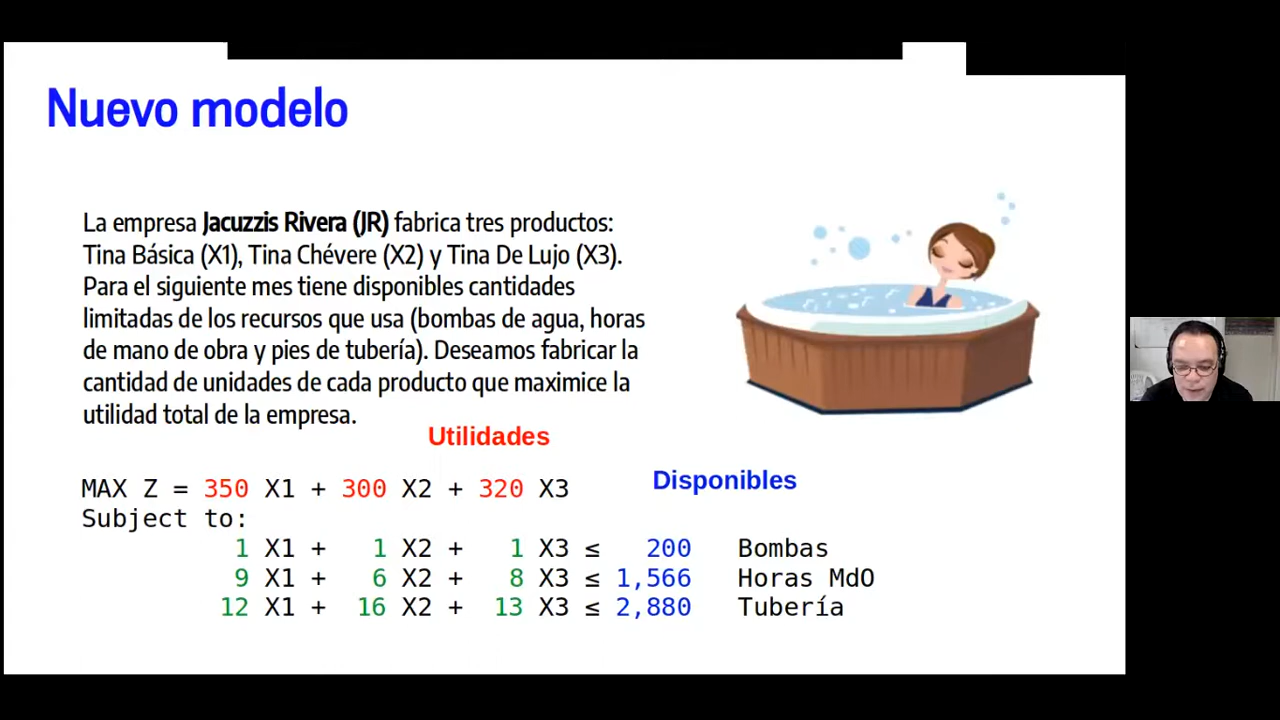 Nuevo modelo
La empresa Jacuzzis Rivera (JR) fabrica tres productos:
Tina Básica (X1), Tina Chévere (X2) y Tina De Lujo (X3).
Para el siguiente mes tiene disponibles cantidades
limitadas de los recursos que usa (bombas de agua, horas
de mano de obra y pies de tubería). Deseamos fabricar la
cantidad de unidades de cada producto que maximice la
utilidad total de la empresa.
Utilidades
Disponibles
MAX Z = 350 X1 + 300 X2 + 320 X3
Subject to:
1 X1 + 1 X2 + 1 X3 ≤ 200 Bombas
9 X1 + 6 X2 + 8 X3 ≤ 1,566 Horas MdO
12 X1 + 16 X2 + 13 X3 ≤ 2,880 Tubería